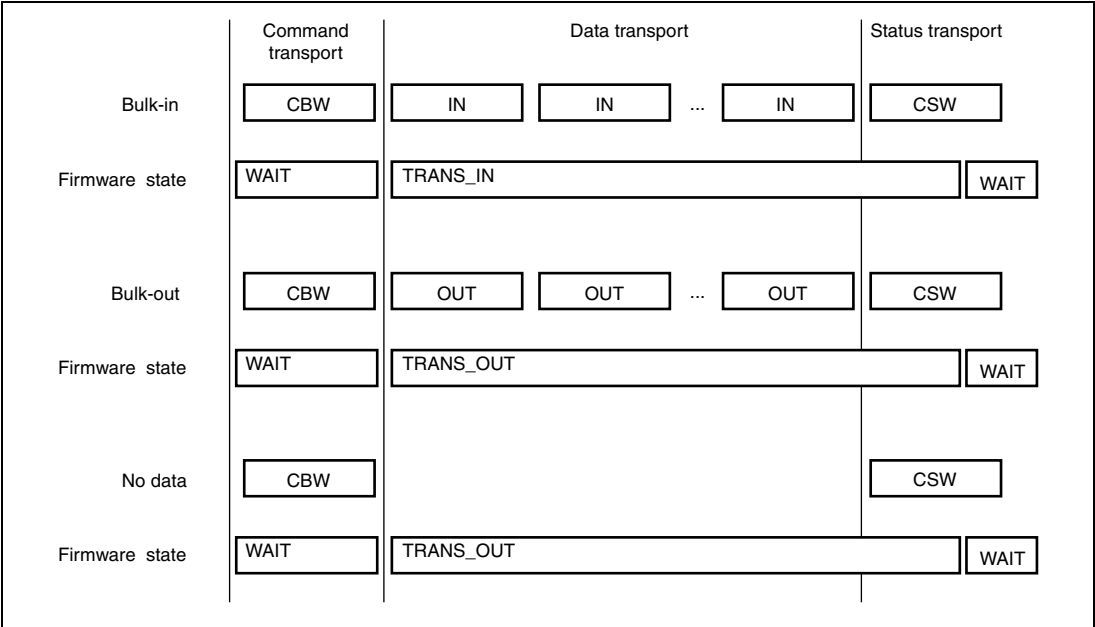 Command
transport
Data transport
Status transport
Bulk-in
CBW
IN
IN
...
IN
CSW
Firmware state
WAIT
TRANS_IN
WAIT
Bulk-out
CBW
OUT
OUT
...
OUT
CSW
Firmware state
WAIT
TRANS_OUT
WAIT
No data
CBW
CSW
Firmware state
WAIT
TRANS_OUT
WAIT